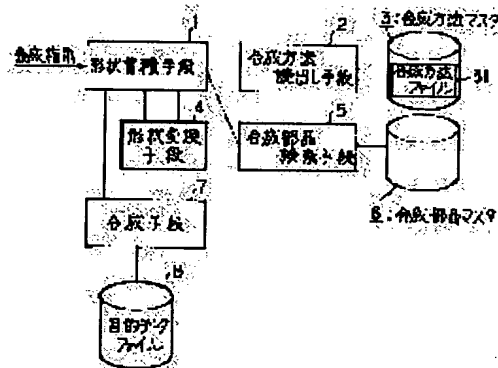 1
2
3:合成方法マスタ
合成指示
形状蓄積手段
合成方法
読出し手段
合成方法
ファイル
31
4
5
形状変換
手段
合成部品
検索手段
7
6:合成部品マスタ
合成手段
8
目的データ
ファイル